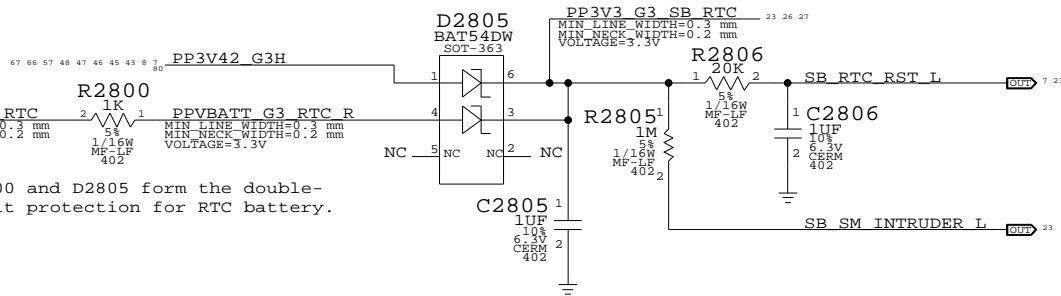 D2805
BAT54DW
SOT-363
PP3V3_G3_SB_RTC 23 26 27
MIN_LINE_WIDTH=0.3 mm
MIN_NECK_WIDTH=0.2 mm
VOLTAGE=3.3V
67 66 57 48 47 46 45 43 8 7
80
PP3V42_G3H
R2806
20K
5%
1/16W
MF-LF
402
1 2
SB_RTC_RST_L
OUT 7 23
R2800
1K
5%
1/16W
MF-LF
402
2 1
RTC
0.3 mm
0.2 mm
PPVBATT_G3_RTC_R
MIN_LINE_WIDTH=0.3 mm
MIN_NECK_WIDTH=0.2 mm
VOLTAGE=3.3V
1 6
4 3
NC 5 NC NC 2 NC
R2805
1M
5%
1/16W
MF-LF
402
1
2
C2806
1UF
10%
6.3V
CERM
402
1
2
00 and D2805 form the double-
t protection for RTC battery.
C2805
1UF
10%
6.3V
CERM
402
1
2
SB_SM_INTRUDER_L
OUT 23